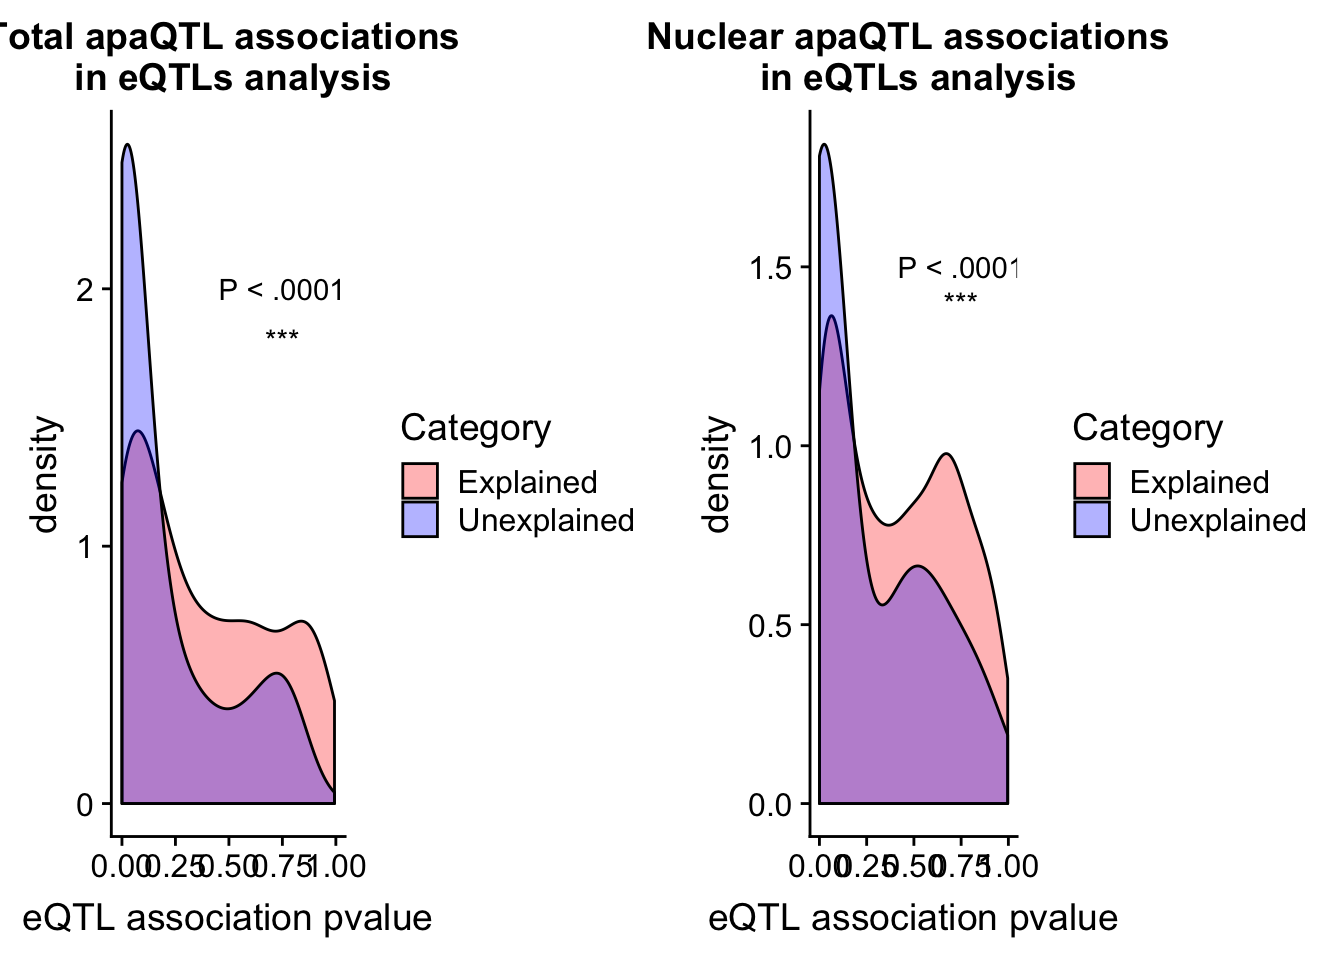 Total apaQTL associations
in eQTLs analysis
P < .0001
***
density
2
1
0
0.00 0.25 0.50 0.75 1.00
eQTL association pvalue
Category
Explained
Unexplained
Nuclear apaQTL associations
in eQTLs analysis
P < .0001
***
density
1.5
1.0
0.5
0.0
0.00 0.25 0.50 0.75 1.00
eQTL association pvalue
Category
Explained
Unexplained